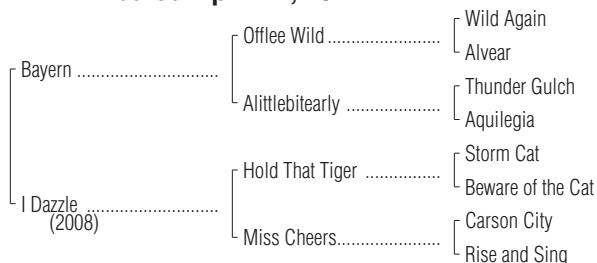 Wild Again
Offlee Wild ........................
Alvear
Bayern ........................................
Thunder Gulch
Alittlebitearly ......................
Aquilegia
Storm Cat
Hold That Tiger ..................
Beware of the Cat
I Dazzle .....................................
(2008)
Carson City
Miss Cheers.........................
Rise and Sing